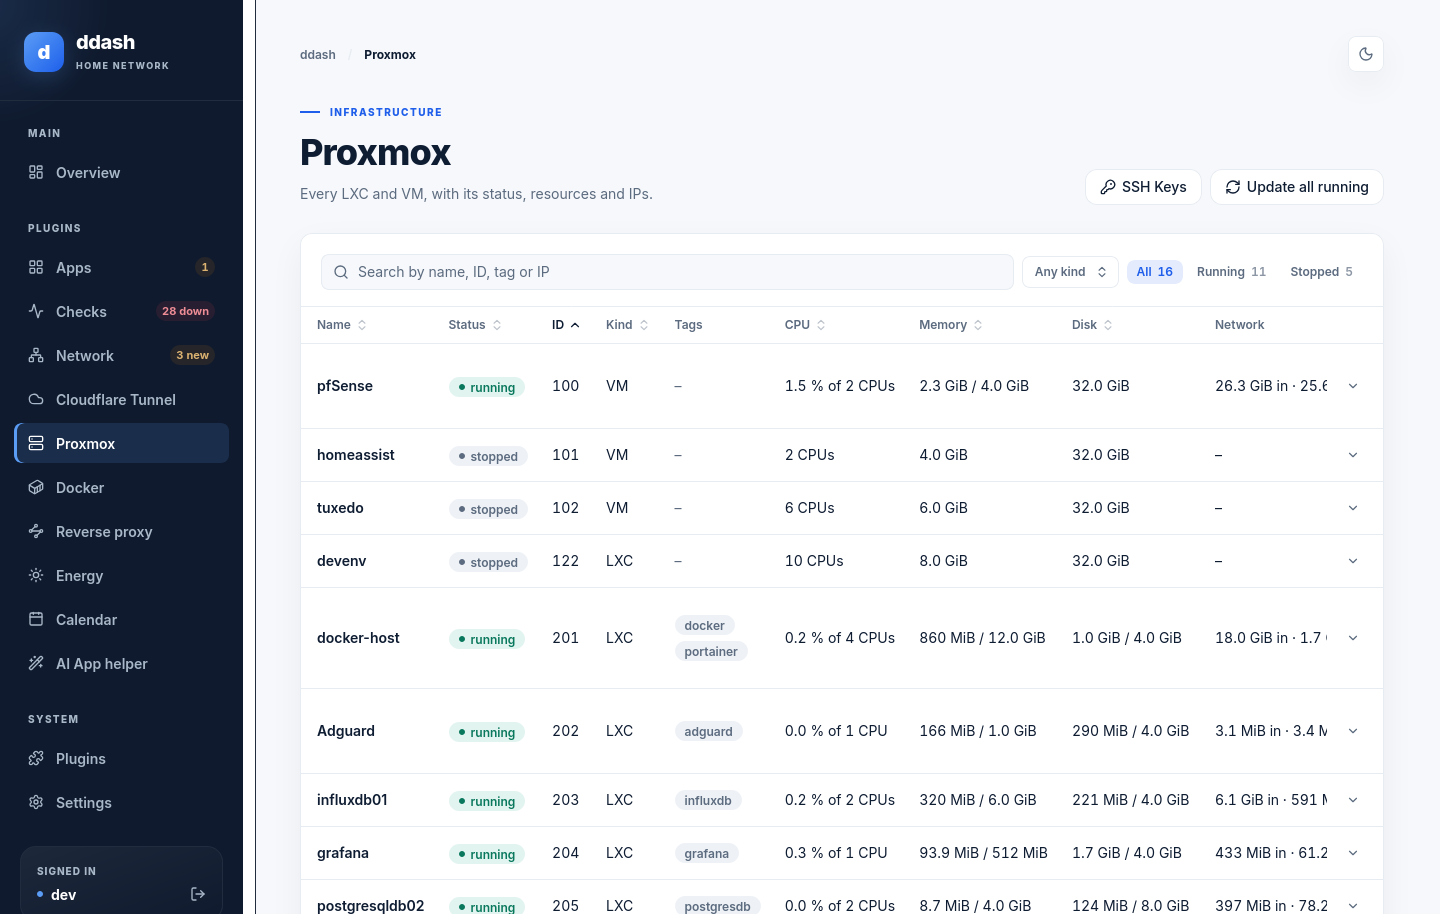 d
ddash
HOME NETWORK
MAIN
Overview
PLUGINS
Apps 1
Checks 28 down
Network 3 new
Cloudflare Tunnel
Proxmox
Docker
Reverse proxy
Energy
Calendar
AI App helper
SYSTEM
Plugins
Settings
SIGNED IN
dev
ddash / Proxmox
INFRASTRUCTURE
Proxmox
Every LXC and VM, with its status, resources and IPs.
SSH Keys Update all running
Search by name, ID, tag or IP Any kind All 16 Running 11 Stopped 5
Name Status ID Kind Tags CPU Memory Disk Network
pfSense running 100 VM – 1.5 % of 2 CPUs 2.3 GiB / 4.0 GiB 32.0 GiB 26.3 GiB in · 25.6
homeassist stopped 101 VM – 2 CPUs 4.0 GiB 32.0 GiB –
tuxedo stopped 102 VM – 6 CPUs 6.0 GiB 32.0 GiB –
devenv stopped 122 LXC – 10 CPUs 8.0 GiB 32.0 GiB –
docker-host running 201 LXC docker portainer 0.2 % of 4 CPUs 860 MiB / 12.0 GiB 1.0 GiB / 4.0 GiB 18.0 GiB in · 1.7
Adguard running 202 LXC adguard 0.0 % of 1 CPU 166 MiB / 1.0 GiB 290 MiB / 4.0 GiB 3.1 MiB in · 3.4 M
influxdb01 running 203 LXC influxdb 0.2 % of 2 CPUs 320 MiB / 6.0 GiB 221 MiB / 4.0 GiB 6.1 GiB in · 591 M
grafana running 204 LXC grafana 0.3 % of 1 CPU 93.9 MiB / 512 MiB 1.7 GiB / 4.0 GiB 433 MiB in · 61.2
postgresqldb02 running 205 LXC postgresdb 0.0 % of 2 CPUs 8.7 MiB / 4.0 GiB 124 MiB / 8.0 GiB 397 MiB in · 78.2